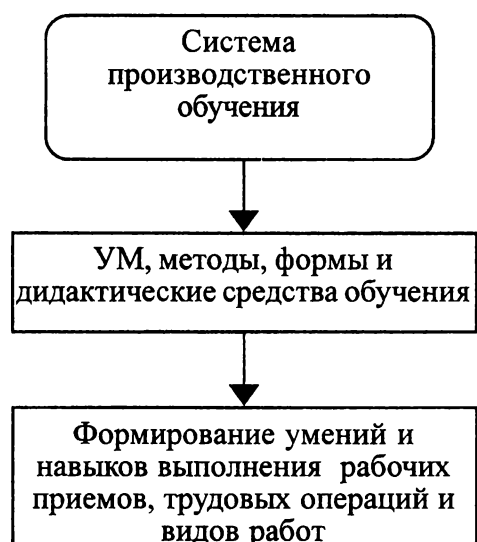 Система
производственного
обучения
УМ, методы, формы и
дидактические средства обучения
Формирование умений и
навыков выполнения рабочих
приемов, трудовых операций и
видов работ